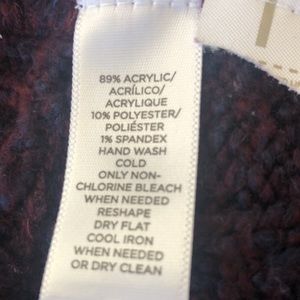 89% ACRYLIC/
ACRÍLICO/
ACRYLIQUE
10% POLYESTER/
POLIÉSTER
1% SPANDEX
HAND WASH
COLD
ONLY NON-
CHLORINE BLEACH
WHEN NEEDED
RESHAPE
DRY FLAT
COOL IRON
WHEN NEEDED
OR DRY CLEAN